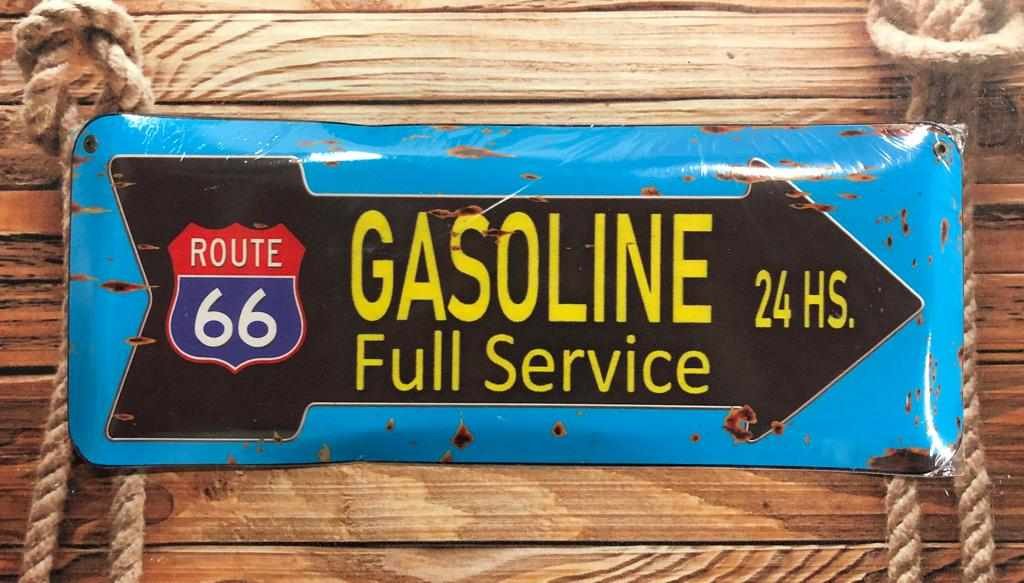 ROUTE
66
GASOLINE
Full Service
24 HS.